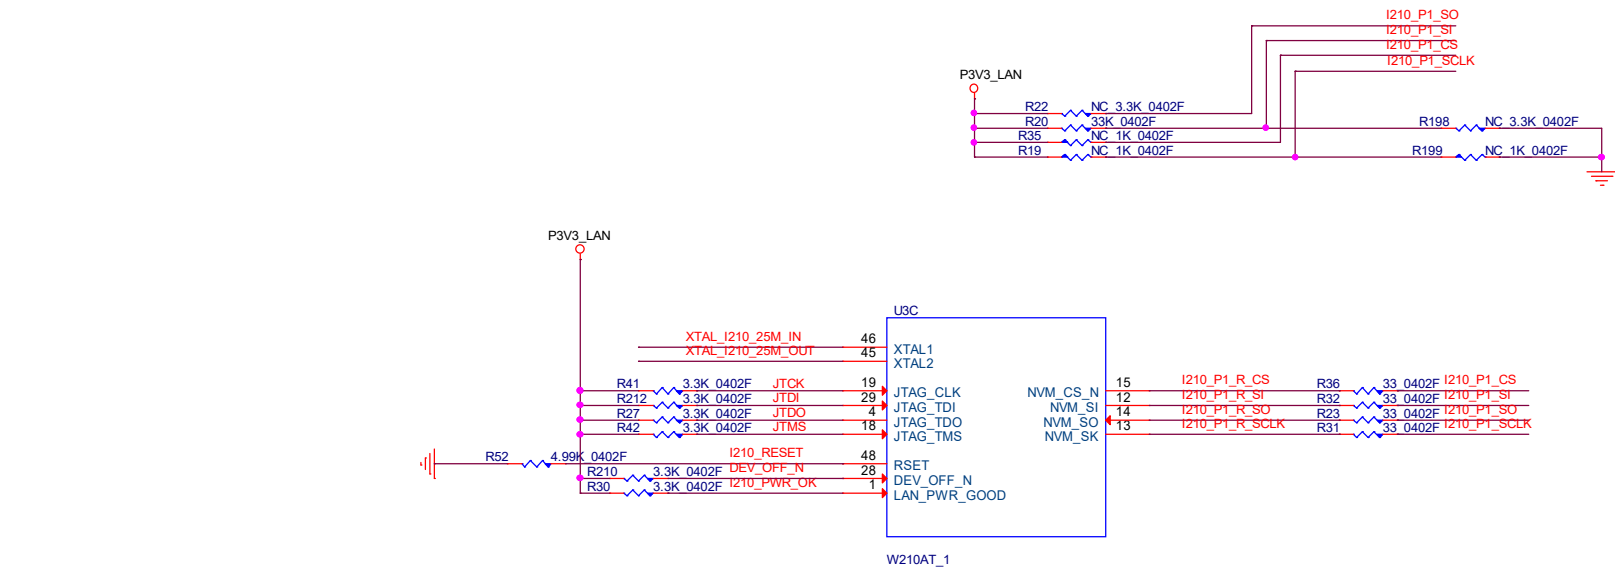 I210_P1_SO
I210_P1_SI
I210_P1_CS
I210_P1_SCLK
P3V3_LAN
R22 NC_3.3K_0402F
R20 33K_0402F R198 NC_3.3K_0402F
R35 NC_1K_0402F
R19 NC_1K_0402F R199 NC_1K_0402F
P3V3_LAN
U3C
XTAL_I210_25M_IN 46 XTAL1
XTAL_I210_25M_OUT 45 XTAL2
R41 3.3K_0402F JTCK 19 JTAG_CLK NVM_CS_N 15 I210_P1_R_CS R36 33_0402F I210_P1_CS
R212 3.3K_0402F JTDI 29 JTAG_TDI NVM_SI 12 I210_P1_R_SI R32 33_0402F I210_P1_SI
R27 3.3K_0402F JTDO 4 JTAG_TDO NVM_SO 14 I210_P1_R_SO R23 33_0402F I210_P1_SO
R42 3.3K_0402F JTMS 18 JTAG_TMS NVM_SK 13 I210_P1_R_SCLK R31 33_0402F I210_P1_SCLK
R52 4.99K_0402F I210_RESET 48 RSET
R210 3.3K_0402F DEV_OFF_N 28 DEV_OFF_N
R30 3.3K_0402F I210_PWR_OK 1 LAN_PWR_GOOD
W210AT_1